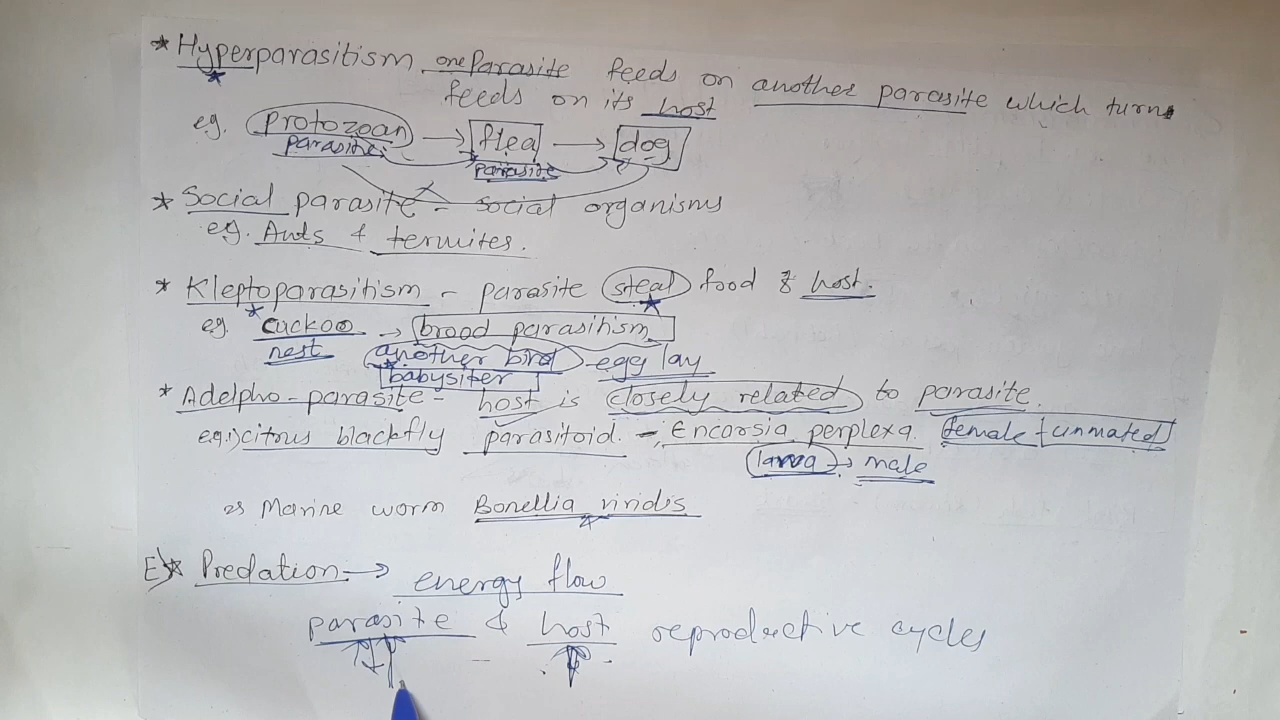 * Hyperparasitism one Parasite feeds on another parasite which turns
feeds on its host
eg. Protozoan → flea → dog
parasite parasite
* Social parasite - social organisms
eg. Ants & termites.
* Kleptoparasitism - parasite steal food & host.
eg. cuckoo → brood parasitism
nest another bird egg lay
babysiter
* Adelpho-parasite - host is closely related to parasite.
eg. 1) citrus blackfly parasitoid. - Encarsia perplexa. female unmated
larva → male
2) Marine worm Bonellia viridis
E) * Predation → energy flow
parasite & host reproductive cycles